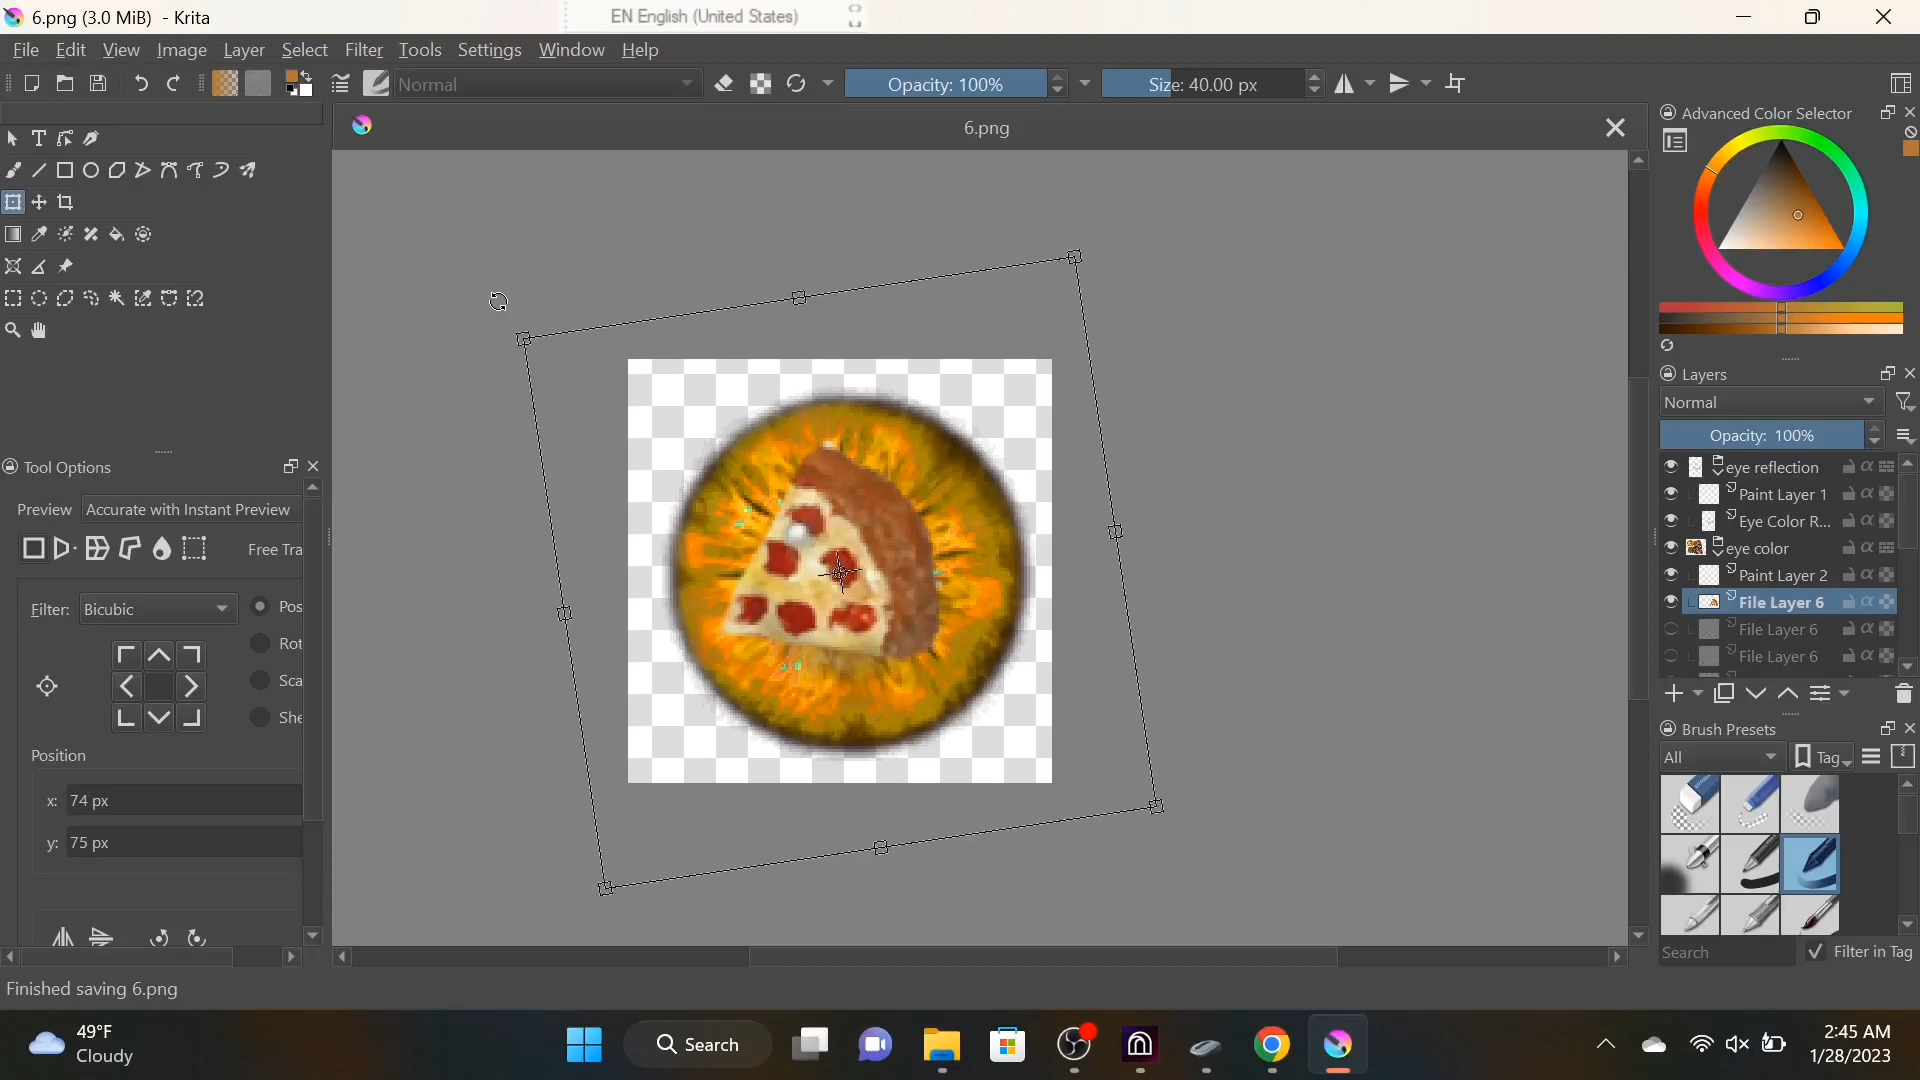 6.png (3.0 MiB) - Krita
EN English (United States)
File Edit View Image Layer Select Filter Tools Settings Window Help
Normal
Opacity: 100%
Size: 40.00 px
6.png
Advanced Color Selector
Layers
Normal
Opacity: 100%
eye reflection
Paint Layer 1
Eye Color R...
eye color
Paint Layer 2
File Layer 6
File Layer 6
File Layer 6
Brush Presets
All
Tag
Search
Filter in Tag
Tool Options
Preview Accurate with Instant Preview
Free Tra
Filter: Bicubic
Pos
Rot
Sca
She
Position
x: 74 px
y: 75 px
Finished saving 6.png
49°F
Cloudy
Search
2:45 AM
1/28/2023